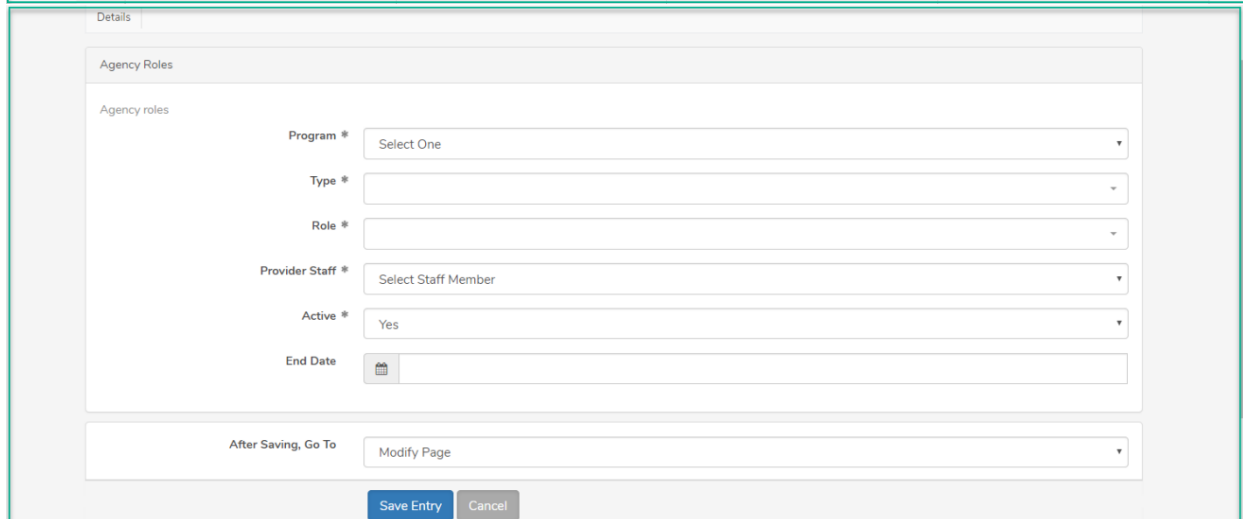 Details
Agency Roles
Agency roles
Program *
Select One
Type *
Role *
Provider Staff *
Select Staff Member
Active *
Yes
End Date
After Saving, Go To
Modify Page
Save Entry Cancel